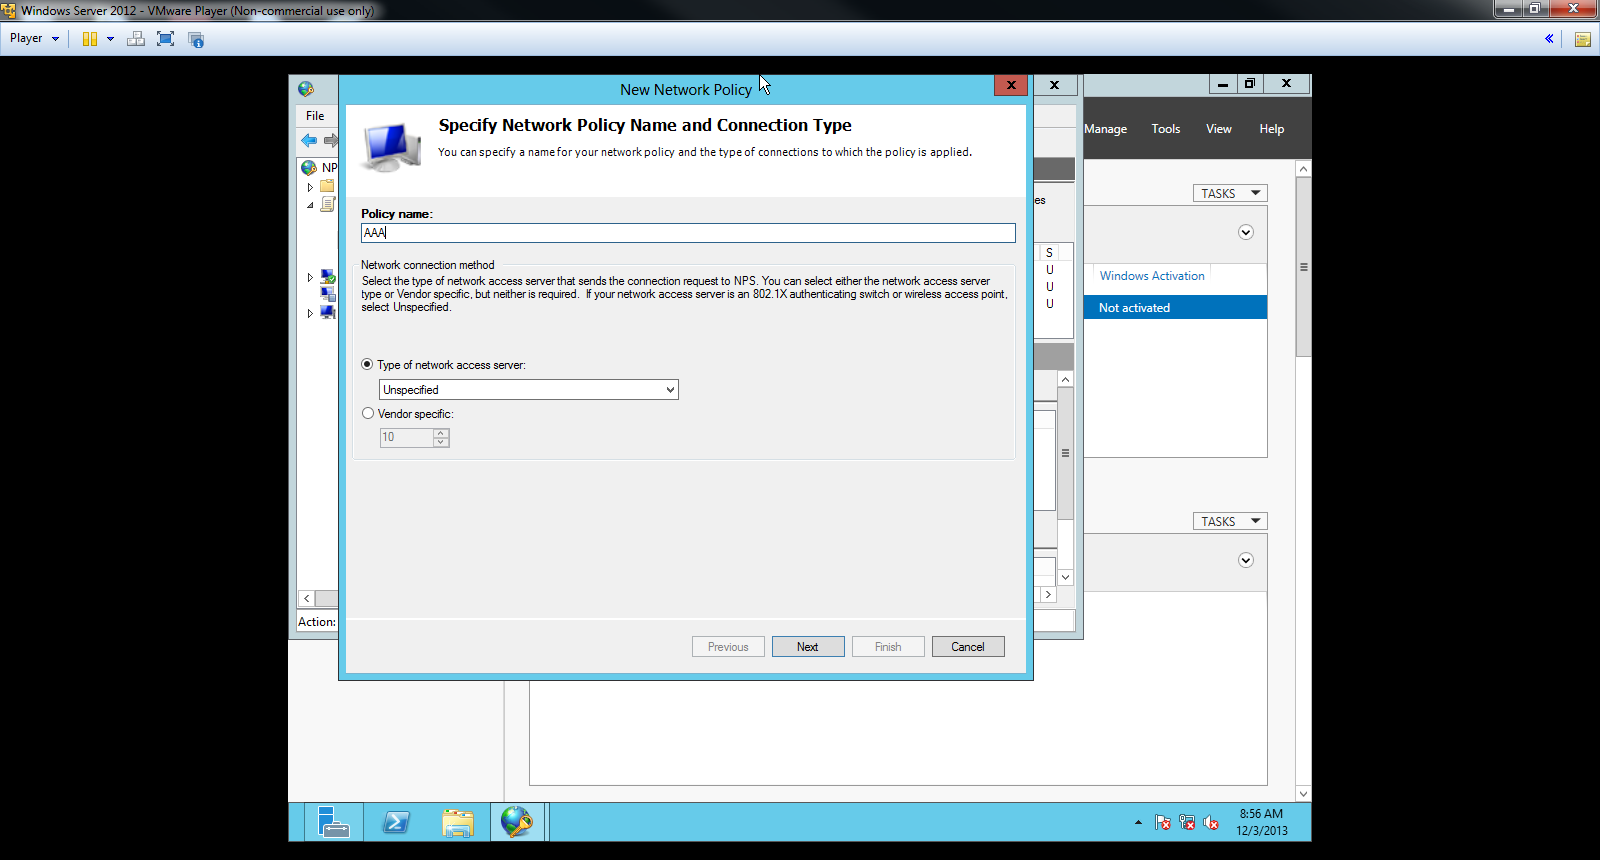 Windows Server 2012 - VMware Player (Non-commercial use only)
Player
New Network Policy
File
Manage Tools View Help
Specify Network Policy Name and Connection Type
You can specify a name for your network policy and the type of connections to which the policy is applied.
NP
TASKS
es
Policy name:
AAA
S
U
U
U
Windows Activation
Not activated
Network connection method
Select the type of network access server that sends the connection request to NPS. You can select either the network access server
type or Vendor specific, but neither is required. If your network access server is an 802.1X authenticating switch or wireless access point,
select Unspecified.
Type of network access server:
Unspecified
Vendor specific:
10
TASKS
Action:
Previous Next Finish Cancel
8:56 AM
12/3/2013